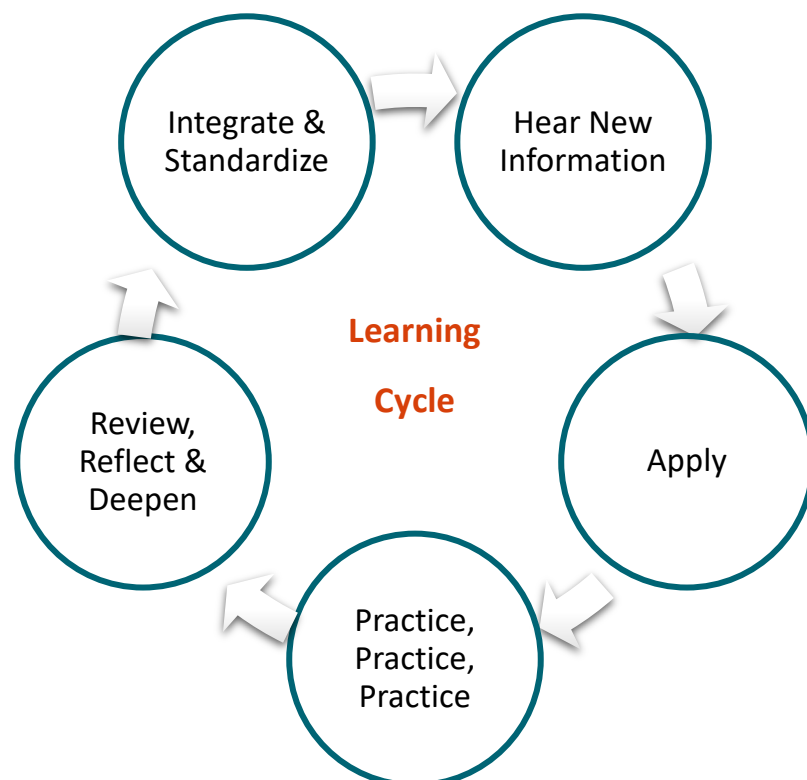 Integrate &
Standardize
Hear New
Information
Learning
Cycle
Apply
Review,
Reflect &
Deepen
Practice,
Practice,
Practice